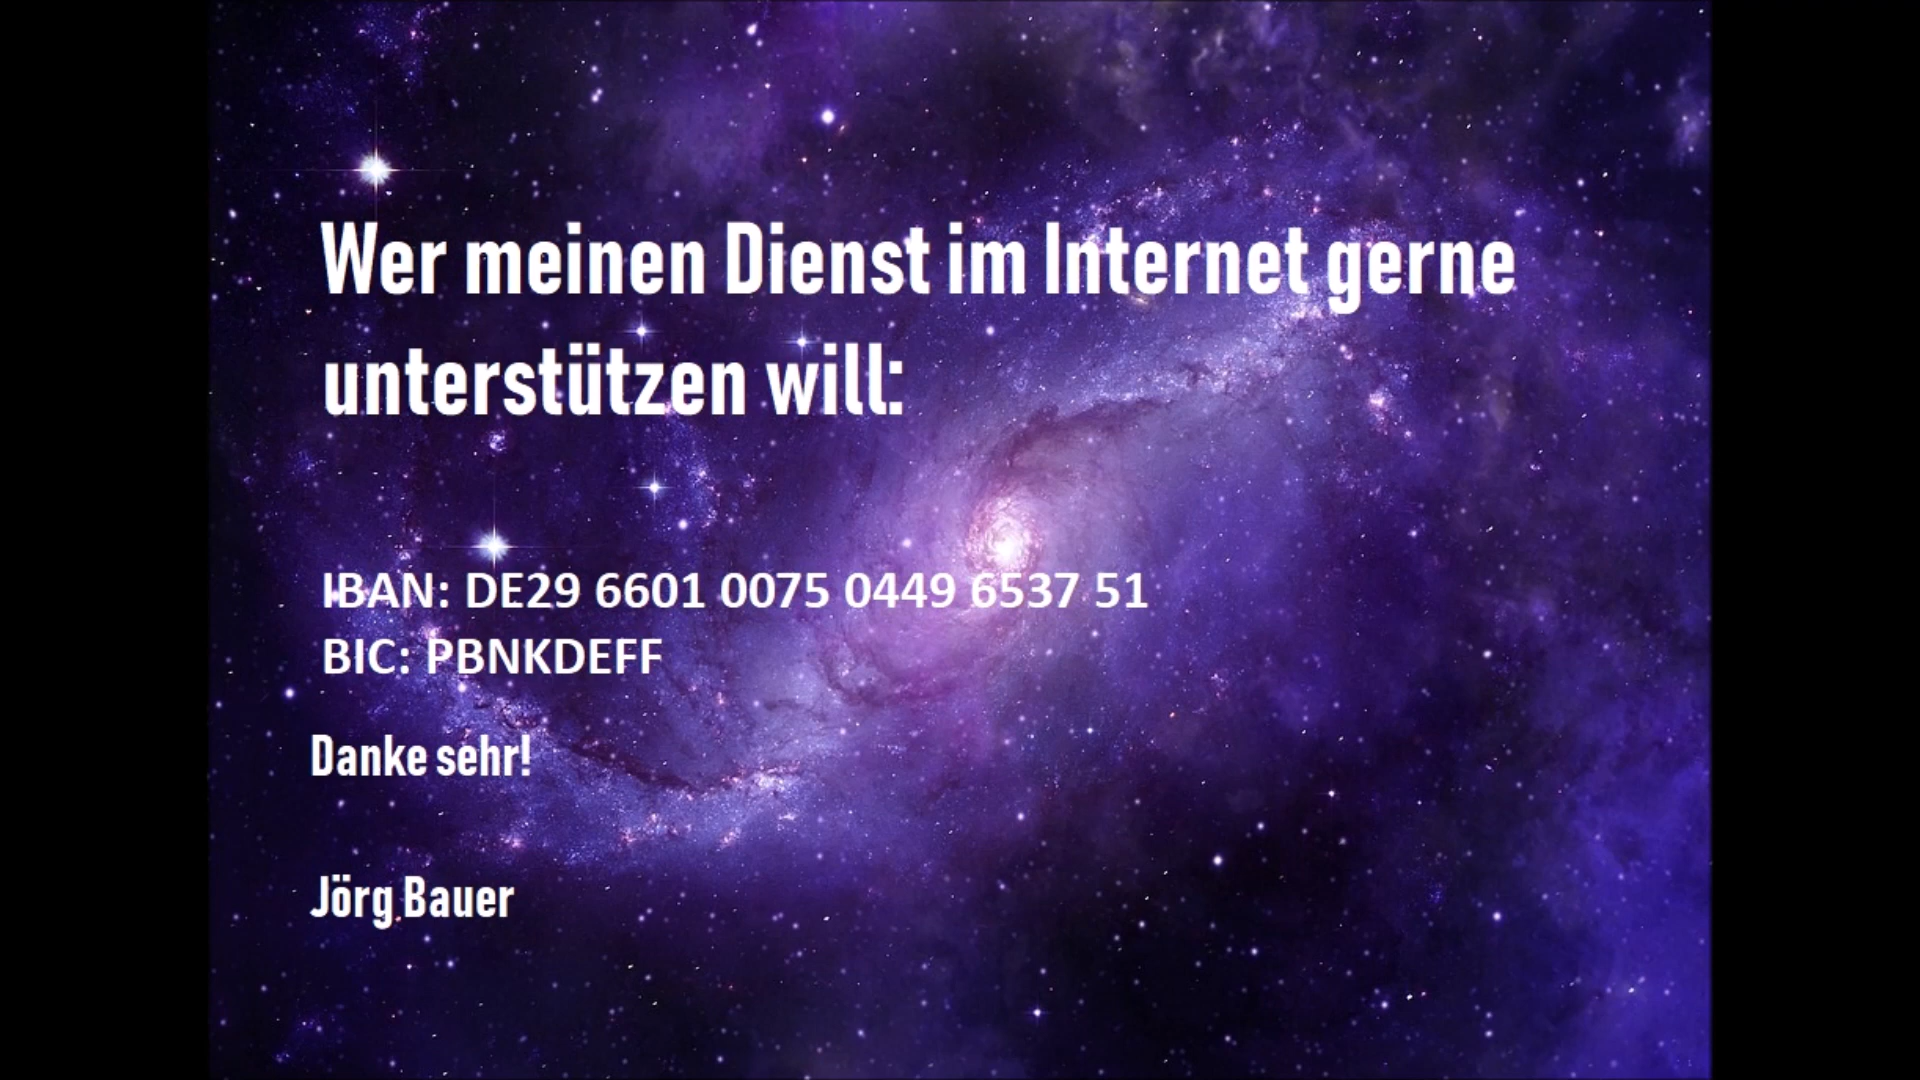 Wer meinen Dienst im Internet gerne
unterstützen will:
IBAN: DE29 6601 0075 0449 6537 51
BIC: PBNKDEFF
Danke sehr!
Jörg Bauer